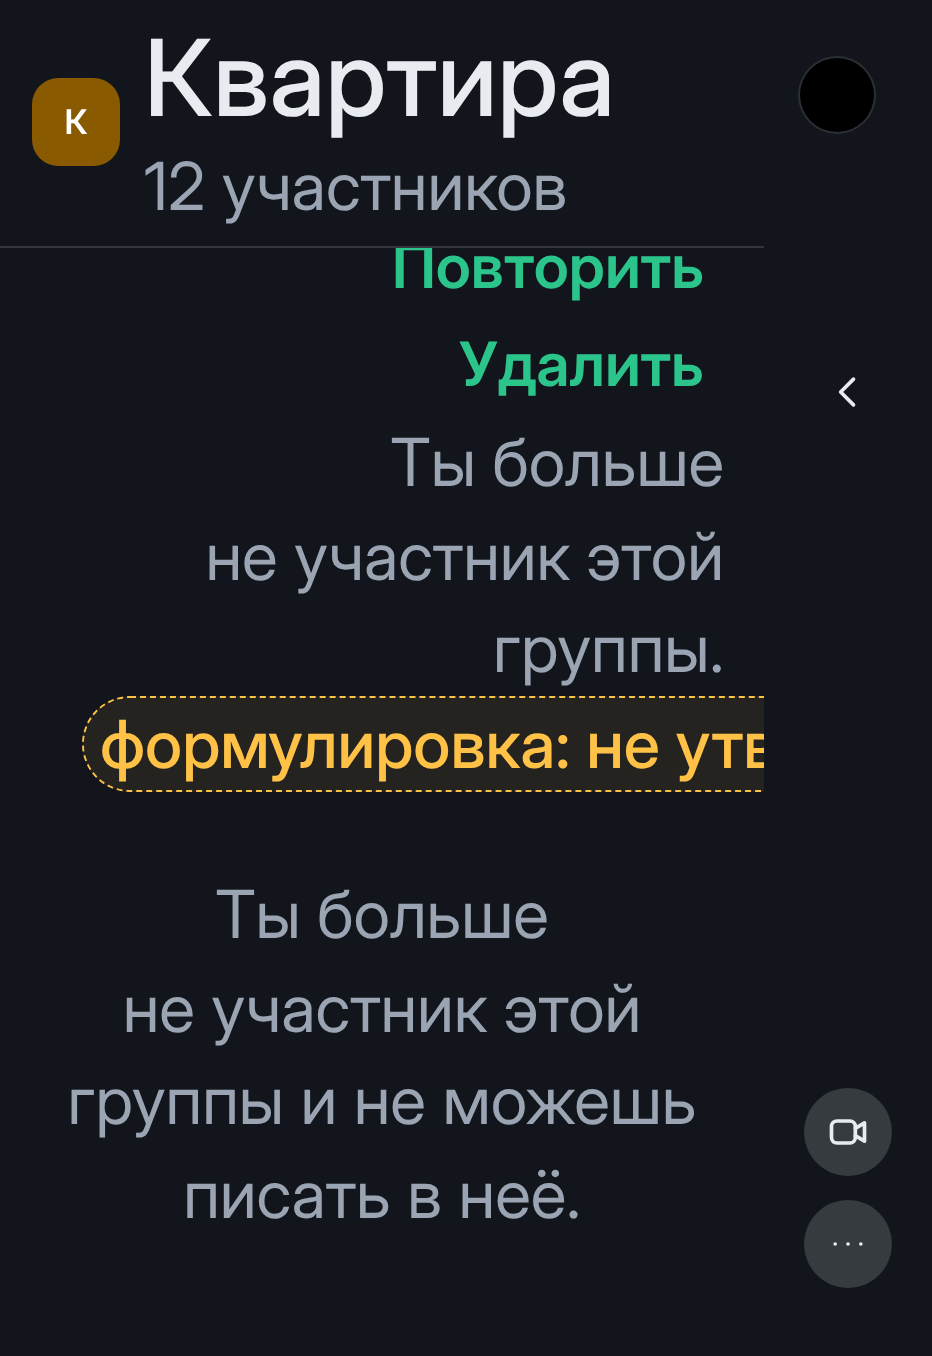 К
Квартира
12 участников
Повторить
Удалить
Ты больше
не участник этой
группы.
формулировка: не
Ты больше
не участник этой
группы и не можешь
писать в неё.